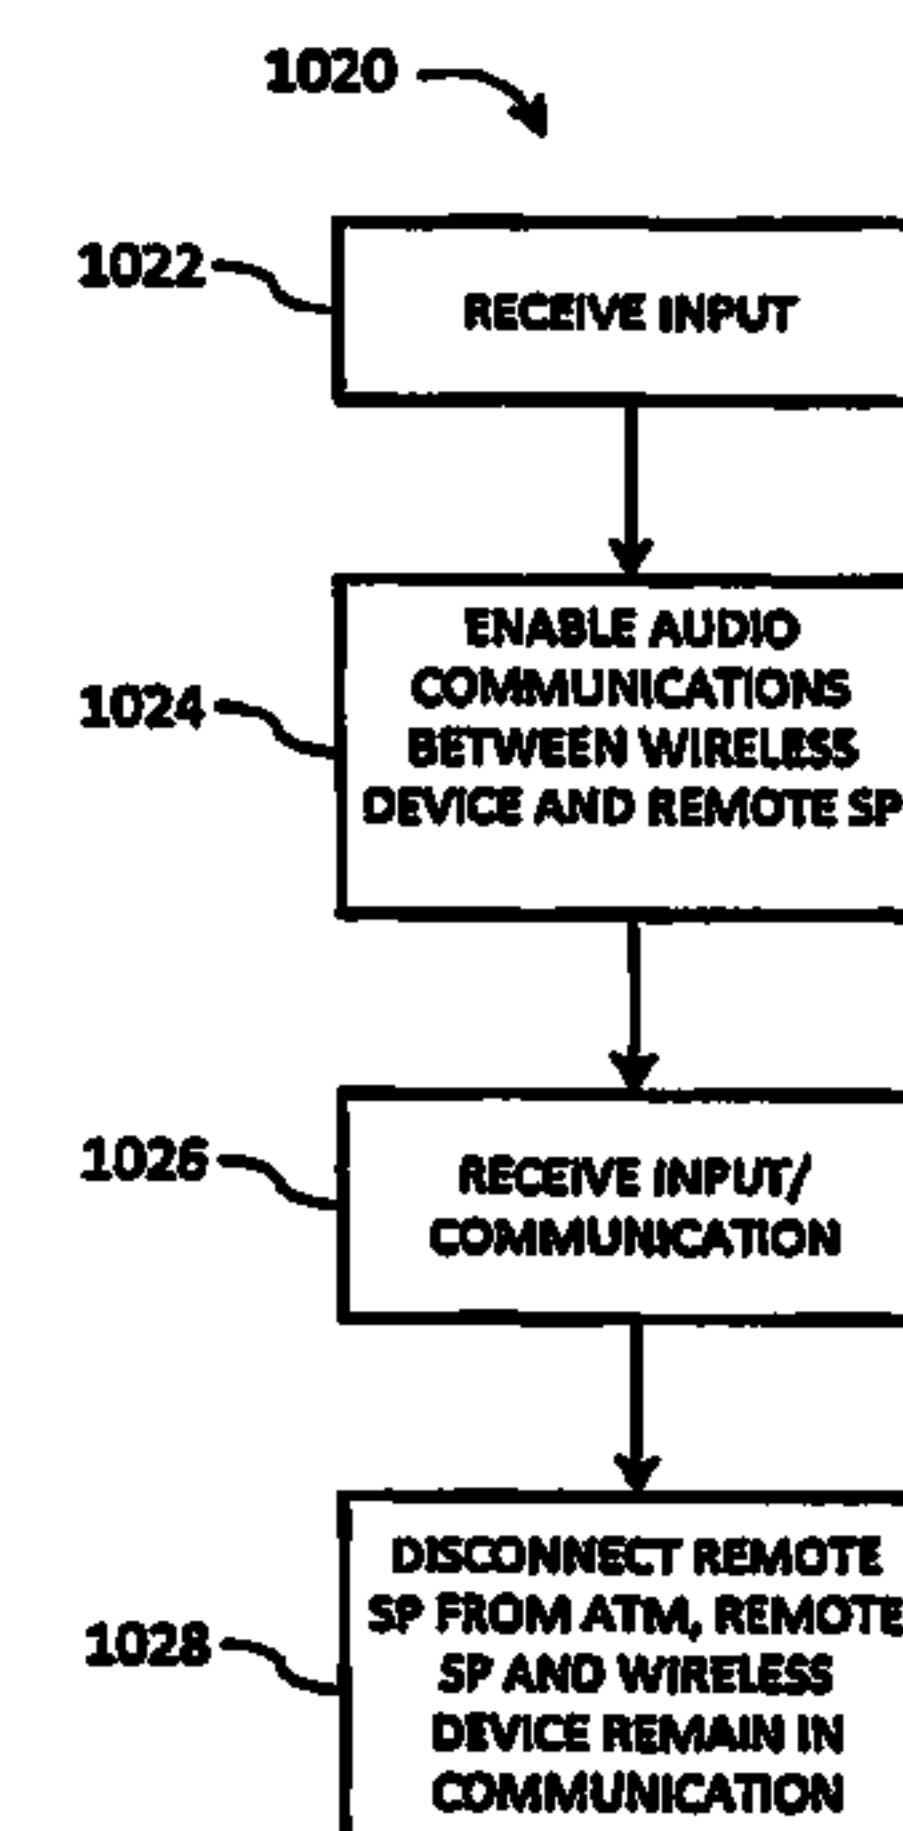 1020
1022
RECEIVE INPUT
ENABLE AUDIO
COMMUNICATIONS
1024
BETWEEN WIRELESS
DEVICE AND REMOTE SP
1026
RECEIVE INPUT/
COMMUNICATION
DISCONNECT REMOTE
SP FROM ATM, REMOTE
1028
SP AND WIRELESS
DEVICE REMAIN IN
COMMUNICATION